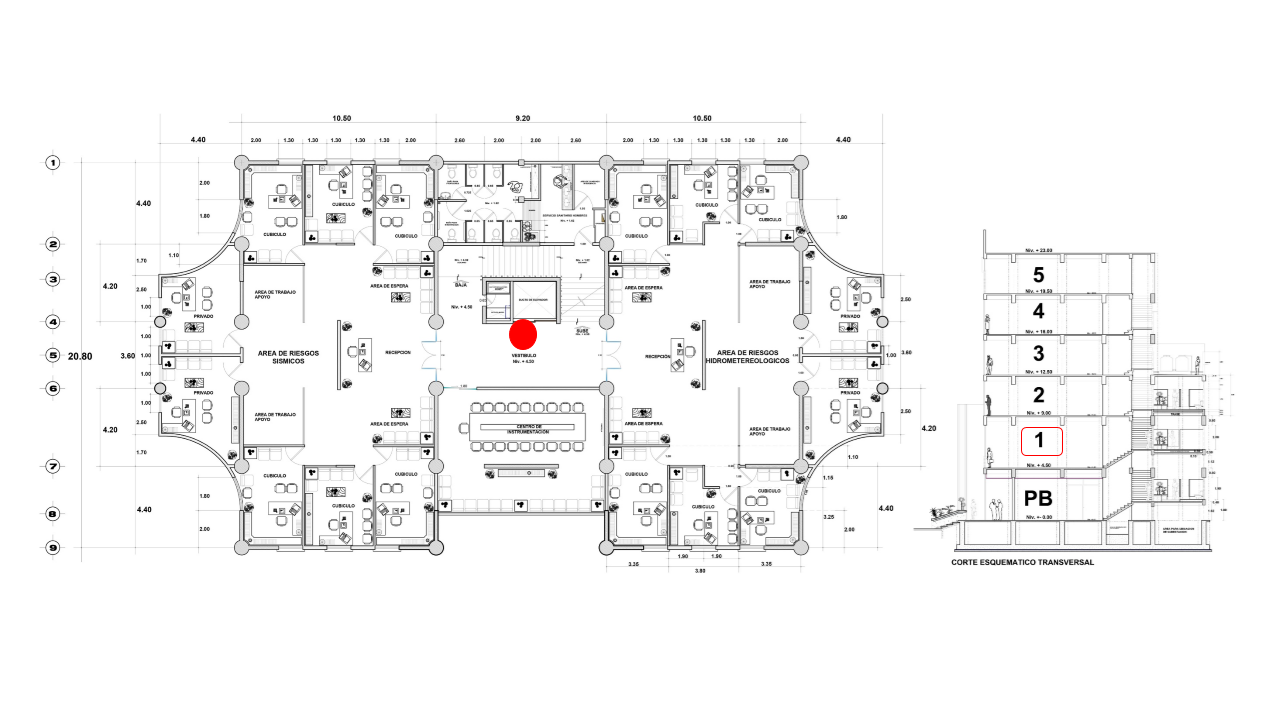 10.50
9.20
10.50
4.40
2.00
1.30
1.30
1.30
1.30
2.00
2.60
2.00
2.00
2.60
2.00
1.30
1.30
1.30
1.30
2.00
4.40
1
2.00
4.40
1.80
CUBICULO
CUBICULO
CUBICULO
SERVICIO SANITARIO HOMBRES
CUBICULO
CUBICULO
CUBICULO
1.80
2
1.70
1.10
3
4.20
2.50
1.00
PRIVADO
AREA DE TRABAJO
APOYO
AREA DE ESPERA
BAJA
Niv. + 4.50
SUBE
AREA DE ESPERA
AREA DE TRABAJO
APOYO
PRIVADO
2.50
4
5
20.80
3.60
1.00
1.00
1.00
AREA DE RIESGOS
SISMICOS
RECEPCION
VESTIBULO
Niv. + 4.50
RECEPCIÓN
AREA DE RIESGOS
HIDROMETEREOLOGICOS
1.00
3.60
6
PRIVADO
1.00
4.20
2.50
1.70
AREA DE TRABAJO
APOYO
AREA DE ESPERA
CENTRO DE
INSTRUMENTACION
AREA DE ESPERA
AREA DE TRABAJO
APOYO
PRIVADO
2.50
4.20
1.10
7
CUBICULO
CUBICULO
CUBICULO
CUBICULO
CUBICULO
CUBICULO
1.15
1.80
4.40
4.40
8
3.25
2.00
2.00
9
1.90
1.90
3.35
3.80
3.35
Niv. + 23.00
5
Niv. + 19.50
4
Niv. + 16.00
3
Niv. + 12.50
2
Niv. + 9.00
1
Niv. + 4.50
PB
Niv. +- 0.00
CORTE ESQUEMATICO TRANSVERSAL